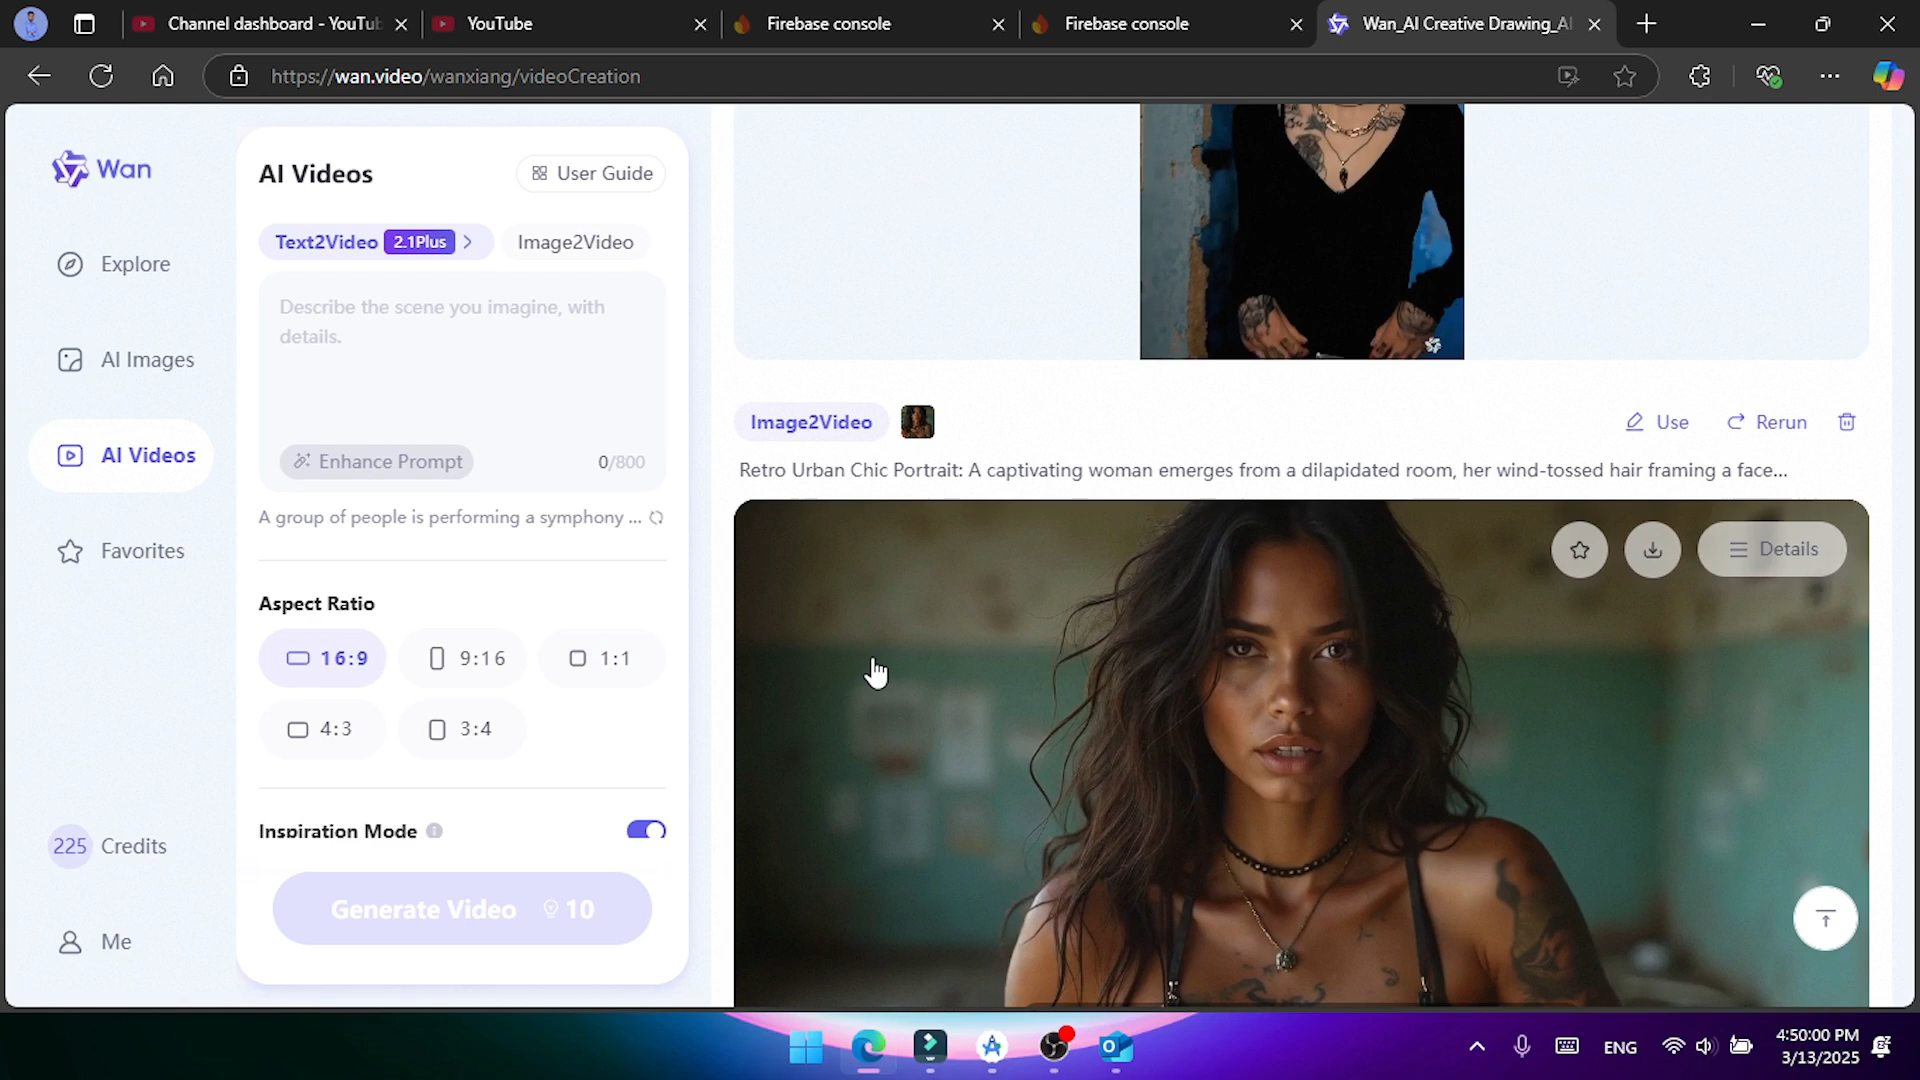 Channel dashboard - YouTub
YouTube
Firebase console
Firebase console
Wan_AI Creative Drawing_AI
https://wan.video/wanxiang/videoCreation
Wan
Explore
AI Images
AI Videos
Favorites
225 Credits
Me
AI Videos
User Guide
Text2Video 2.1Plus
Image2Video
Describe the scene you imagine, with
details.
Enhance Prompt
0/800
A group of people is performing a symphony ...
Aspect Ratio
16:9
9:16
1:1
4:3
3:4
Inspiration Mode
Generate Video 10
Image2Video
Use
Rerun
Retro Urban Chic Portrait: A captivating woman emerges from a dilapidated room, her wind-tossed hair framing a face...
Details
ENG
4:50:00 PM
3/13/2025